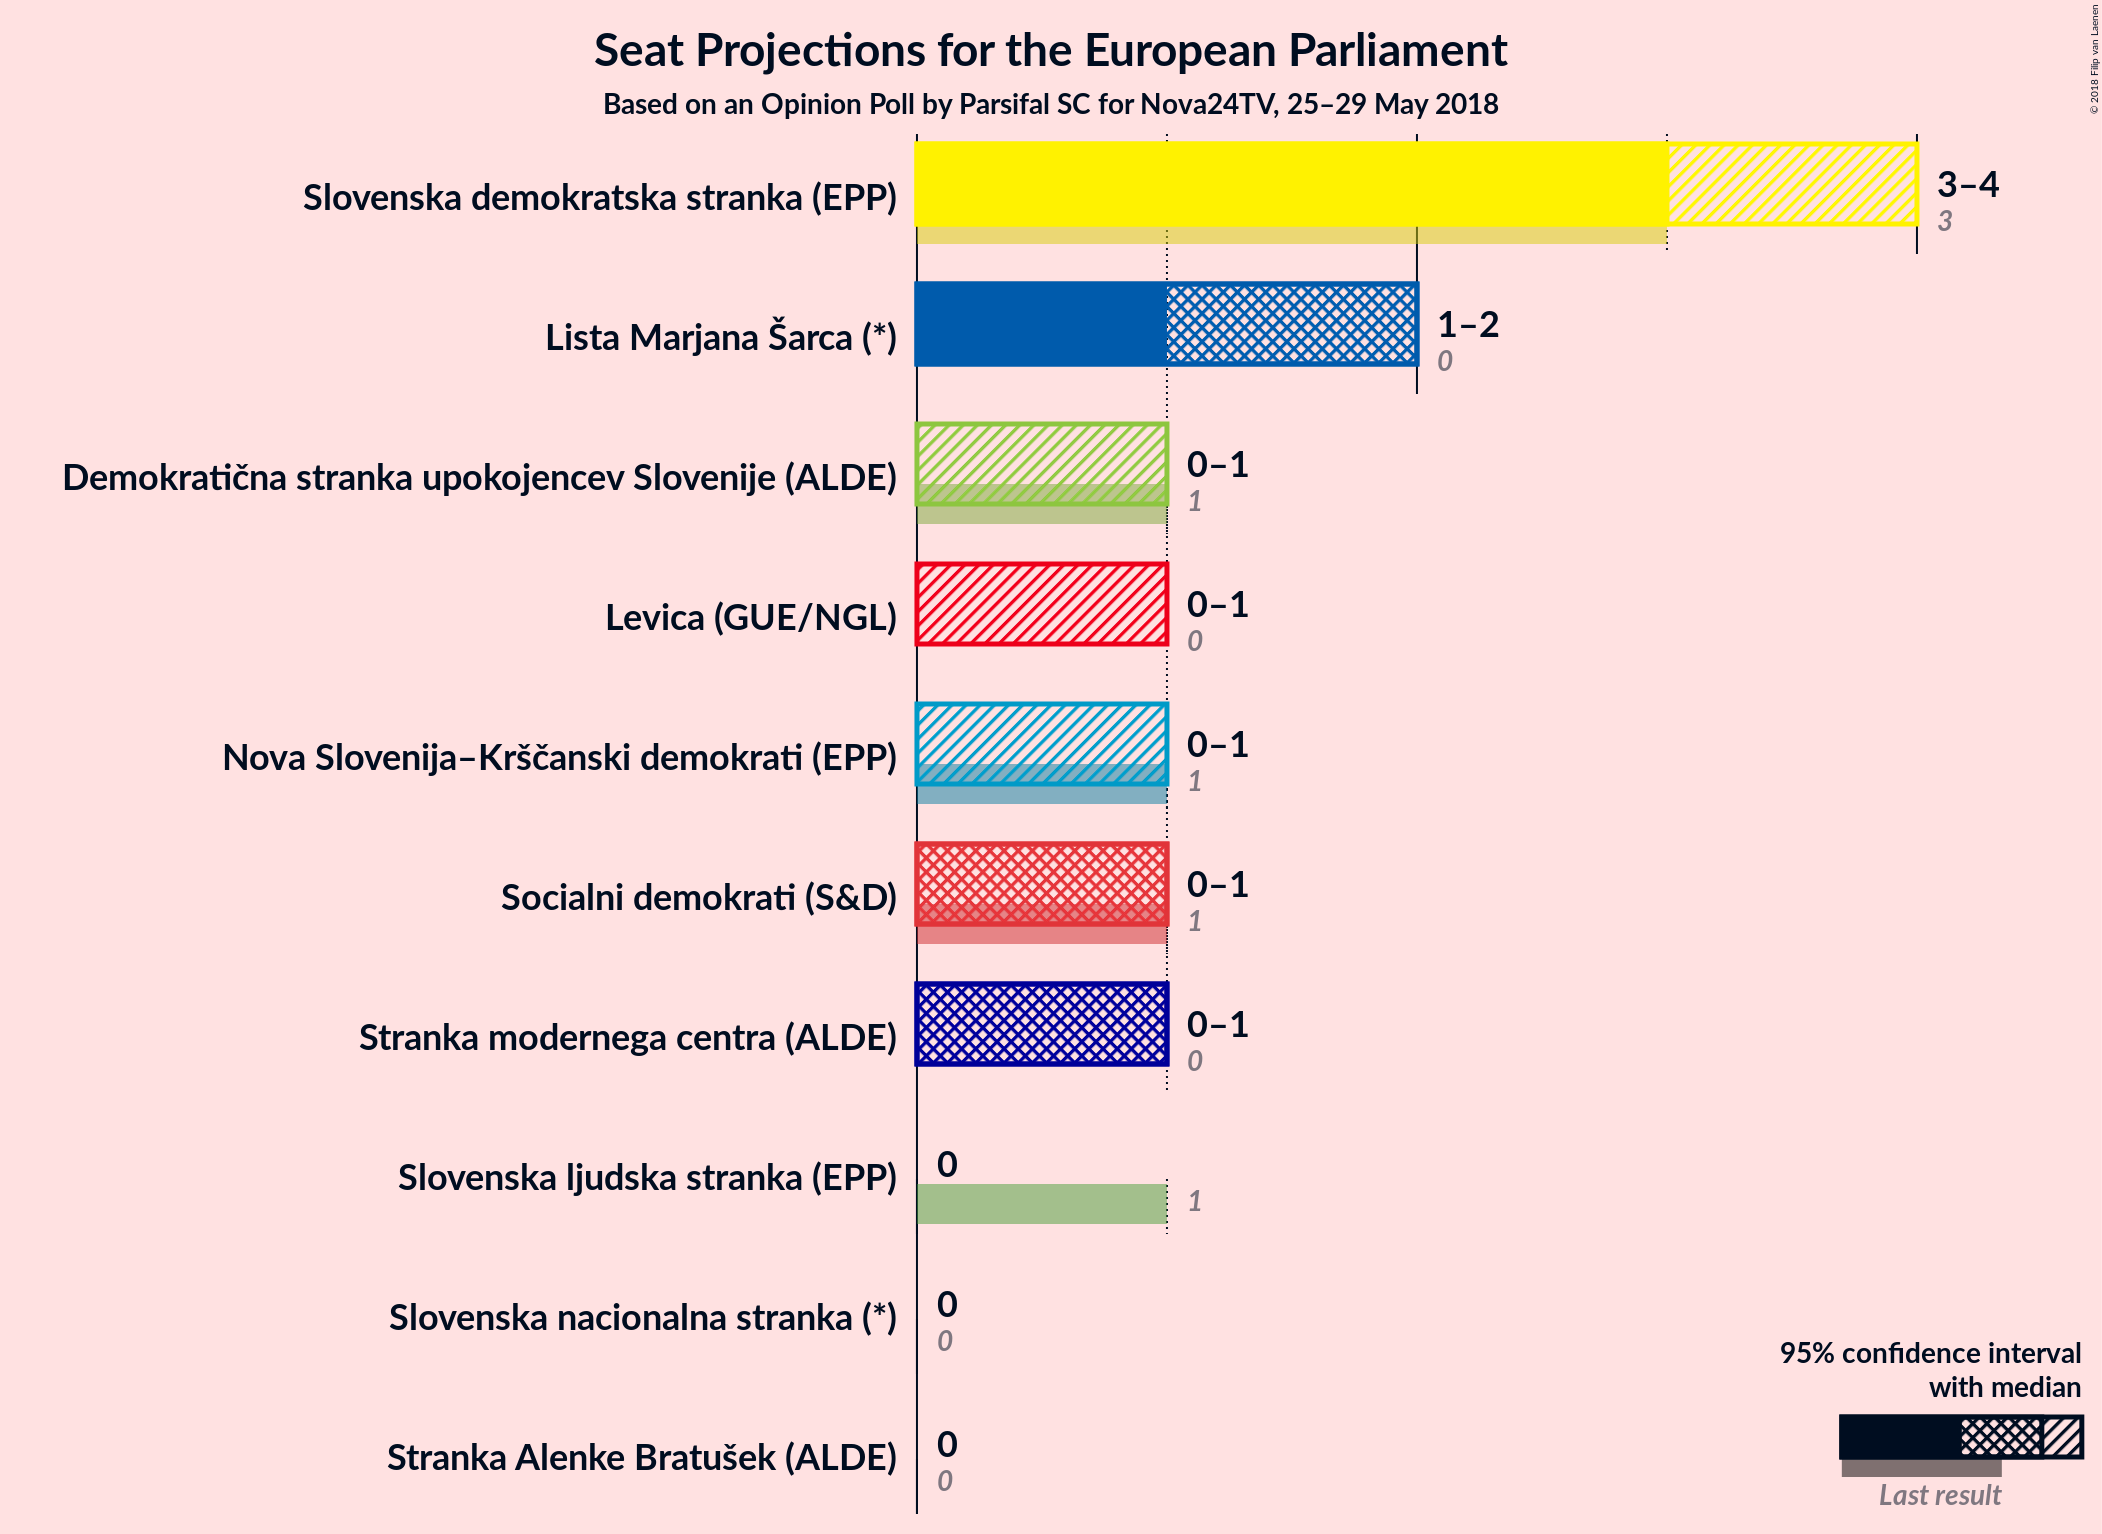 Seat Projections for the European Parliament
Based on an Opinion Poll by Parsifal SC for Nova24TV, 25–29 May 2018
© 2018 Filip van Laenen
Slovenska demokratska stranka (EPP)
3–4
3
Lista Marjana Šarca (*)
1–2
0
Demokratična stranka upokojencev Slovenije (ALDE)
0–1
1
Levica (GUE/NGL)
0–1
0
Nova Slovenija–Krščanski demokrati (EPP)
0–1
1
Socialni demokrati (S&D)
0–1
1
Stranka modernega centra (ALDE)
0–1
0
Slovenska ljudska stranka (EPP)
0
1
Slovenska nacionalna stranka (*)
0
0
Stranka Alenke Bratušek (ALDE)
0
0
95% confidence interval
with median
Last result